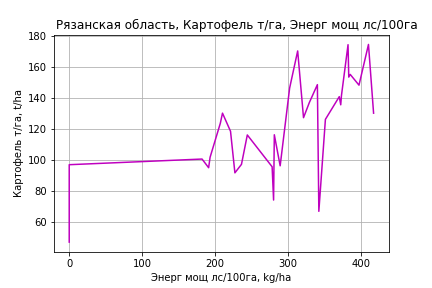 Рязанская область, Картофель т/га, Энерг мощ лс/100га
180
160
140
120
100
80
60
Картофель т/га, t/ha
0 100 200 300 400
Энерг мощ лс/100га, kg/ha